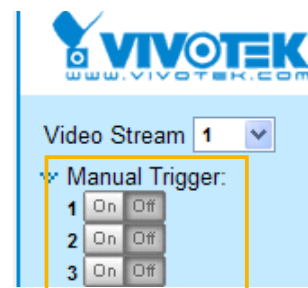 VIVOTEK
www.vivotek.com
Video Stream 1
Manual Trigger:
1 On Off
2 On Off
3 On Off